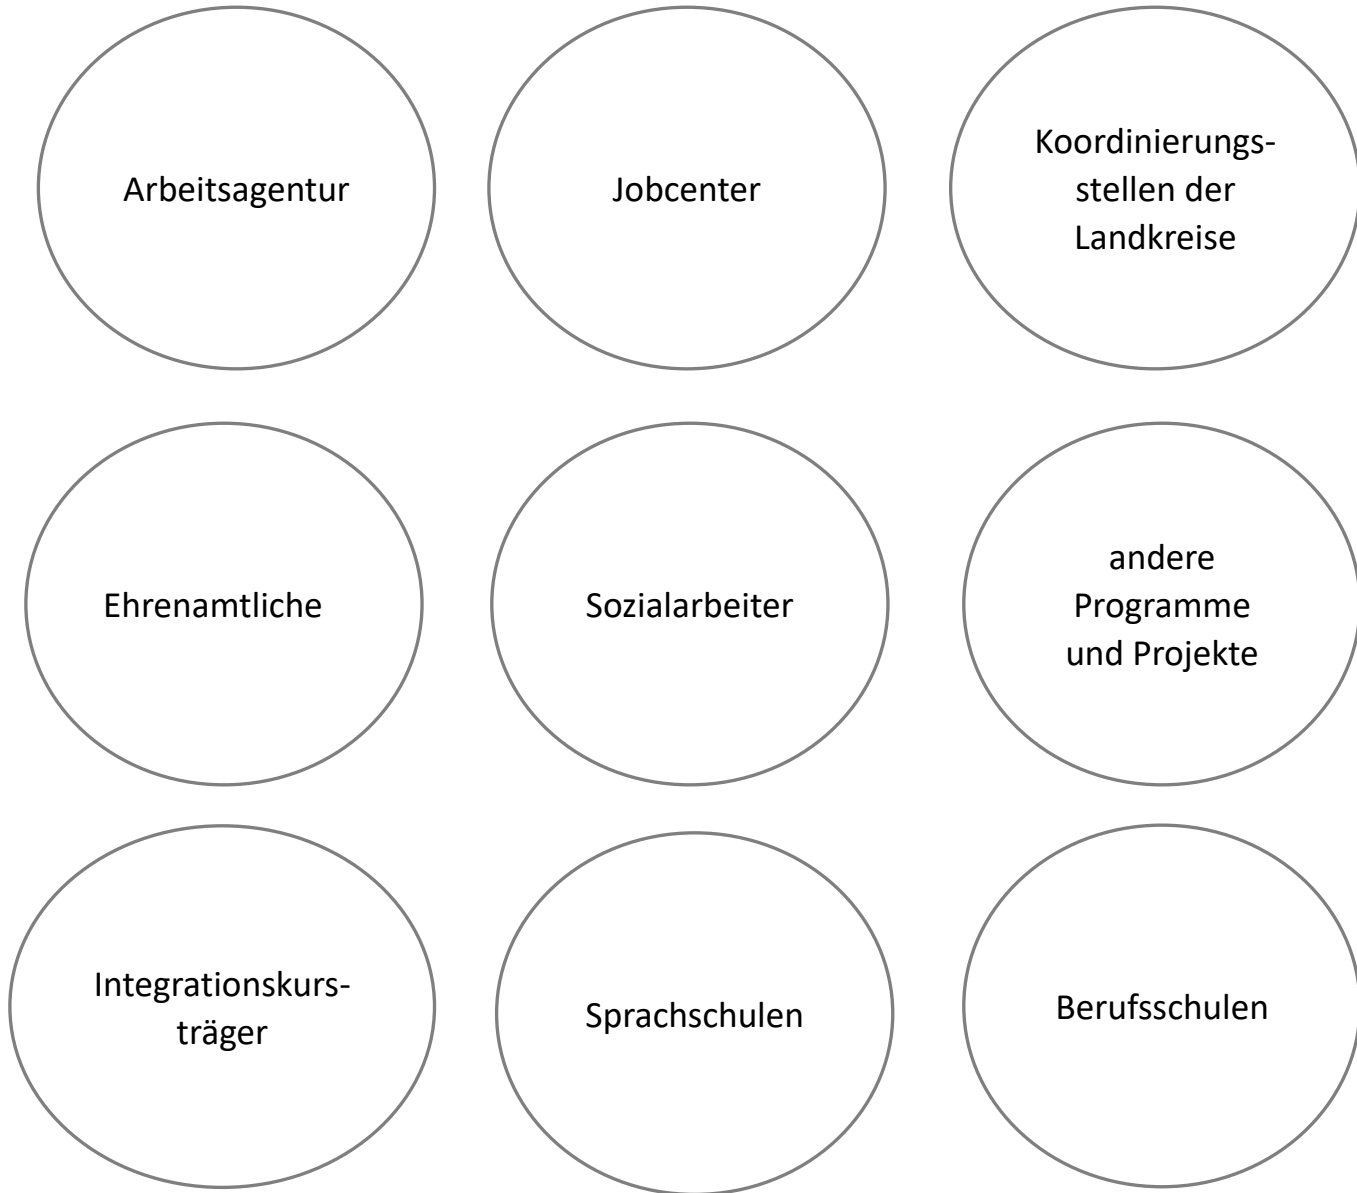 Arbeitsagentur
Jobcenter
Koordinierungs-
stellen der
Landkreise
Ehrenamtliche
Sozialarbeiter
andere
Programme
und Projekte
Integrationskurs-
träger
Sprachschulen
Berufsschulen